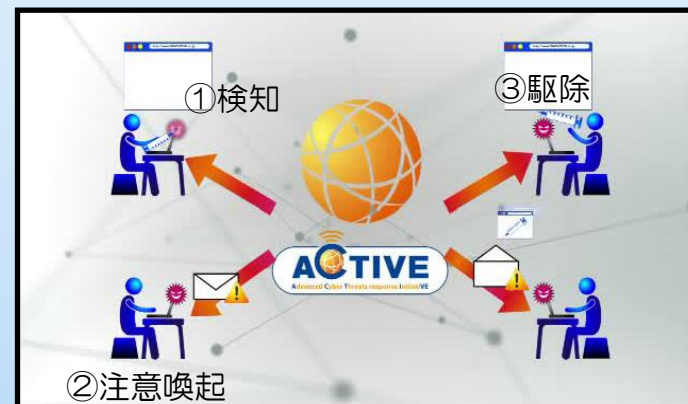 ①検知
③駆除
ACTIVE
Advanced Cyber Threats response InitiatiVE
②注意喚起